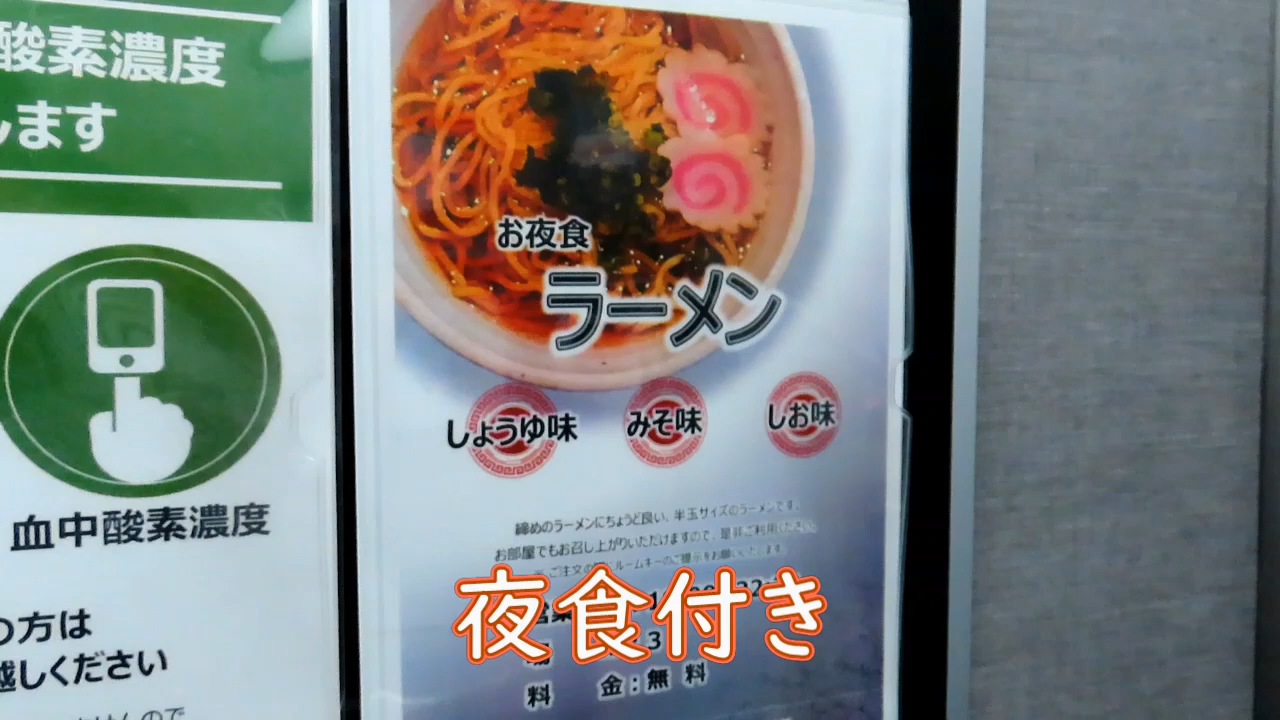 酸素濃度
します
血中酸素濃度
の方は
越しください
お夜食
ラーメン
しょうゆ味 みそ味 しお味
締めのラーメンにちょうど良い、半玉サイズのラーメンです。
お部屋でもお召し上がりいただけますので、是非ご利用ください。
夜食付き
料 金:無 料